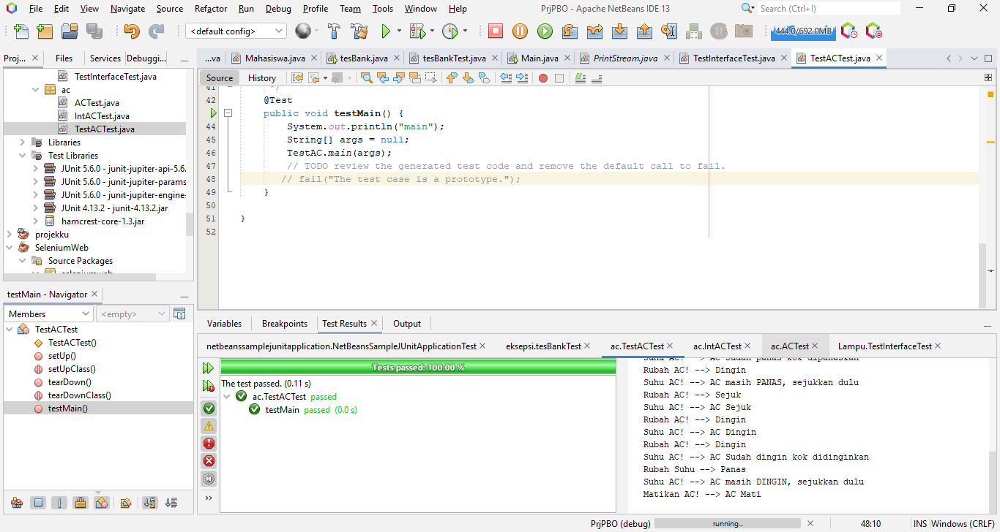 File Edit View Navigate Source Refactor Run Debug Profile Team Tools Window Help
PrjPBO - Apache NetBeans IDE 13
Search (Ctrl+I)
<default config>
444.0/692.0MB
Proj... Files Services Debuggi...
...va Mahasiswa.java tesBank.java tesBankTest.java Main.java PrintStream.java TestInterfaceTest.java TestACTest.java
Source History
TestInterfaceTest.java
ac
ACTest.java
IntACTest.java
TestACTest.java
Libraries
Test Libraries
JUnit 5.6.0 - junit-jupiter-api-5.6.
JUnit 5.6.0 - junit-jupiter-params
JUnit 5.6.0 - junit-jupiter-engine-
JUnit 4.13.2 - junit-4.13.2.jar
hamcrest-core-1.3.jar
projekku
SeleniumWeb
Source Packages
seleniumweb
41 */
42 @Test
public void testMain() {
44 System.out.println("main");
45 String[] args = null;
46 TestAC.main(args);
47 // TODO review the generated test code and remove the default call to fail.
48 // fail("The test case is a prototype.");
49 }
50
51 }
52
testMain - Navigator
Members <empty>
TestACTest
TestACTest()
setUp()
setUpClass()
tearDown()
tearDownClass()
testMain()
Variables Breakpoints Test Results Output
netbeanssamplejunitapplication.NetBeansSampleJUnitApplicationTest eksepsi.tesBankTest ac.TestACTest ac.IntACTest ac.ACTest Lampu.TestInterfaceTest
Tests passed: 100.00 %
The test passed. (0.11 s)
ac.TestACTest passed
testMain passed (0.0 s)
Suhu AC! --> AC Sudah panas kok dipanaskan
Rubah AC! --> Dingin
Suhu AC! --> AC masih PANAS, sejukkan dulu
Rubah AC! --> Sejuk
Suhu AC! --> AC Sejuk
Rubah AC! --> Dingin
Suhu AC! --> AC Dingin
Rubah AC! --> Dingin
Suhu AC! --> AC Sudah dingin kok didinginkan
Rubah Suhu --> Panas
Suhu AC! --> AC masih DINGIN, sejukkan dulu
Matikan AC! --> AC Mati
PrjPBO (debug) running... 48:10 INS Windows (CRLF)